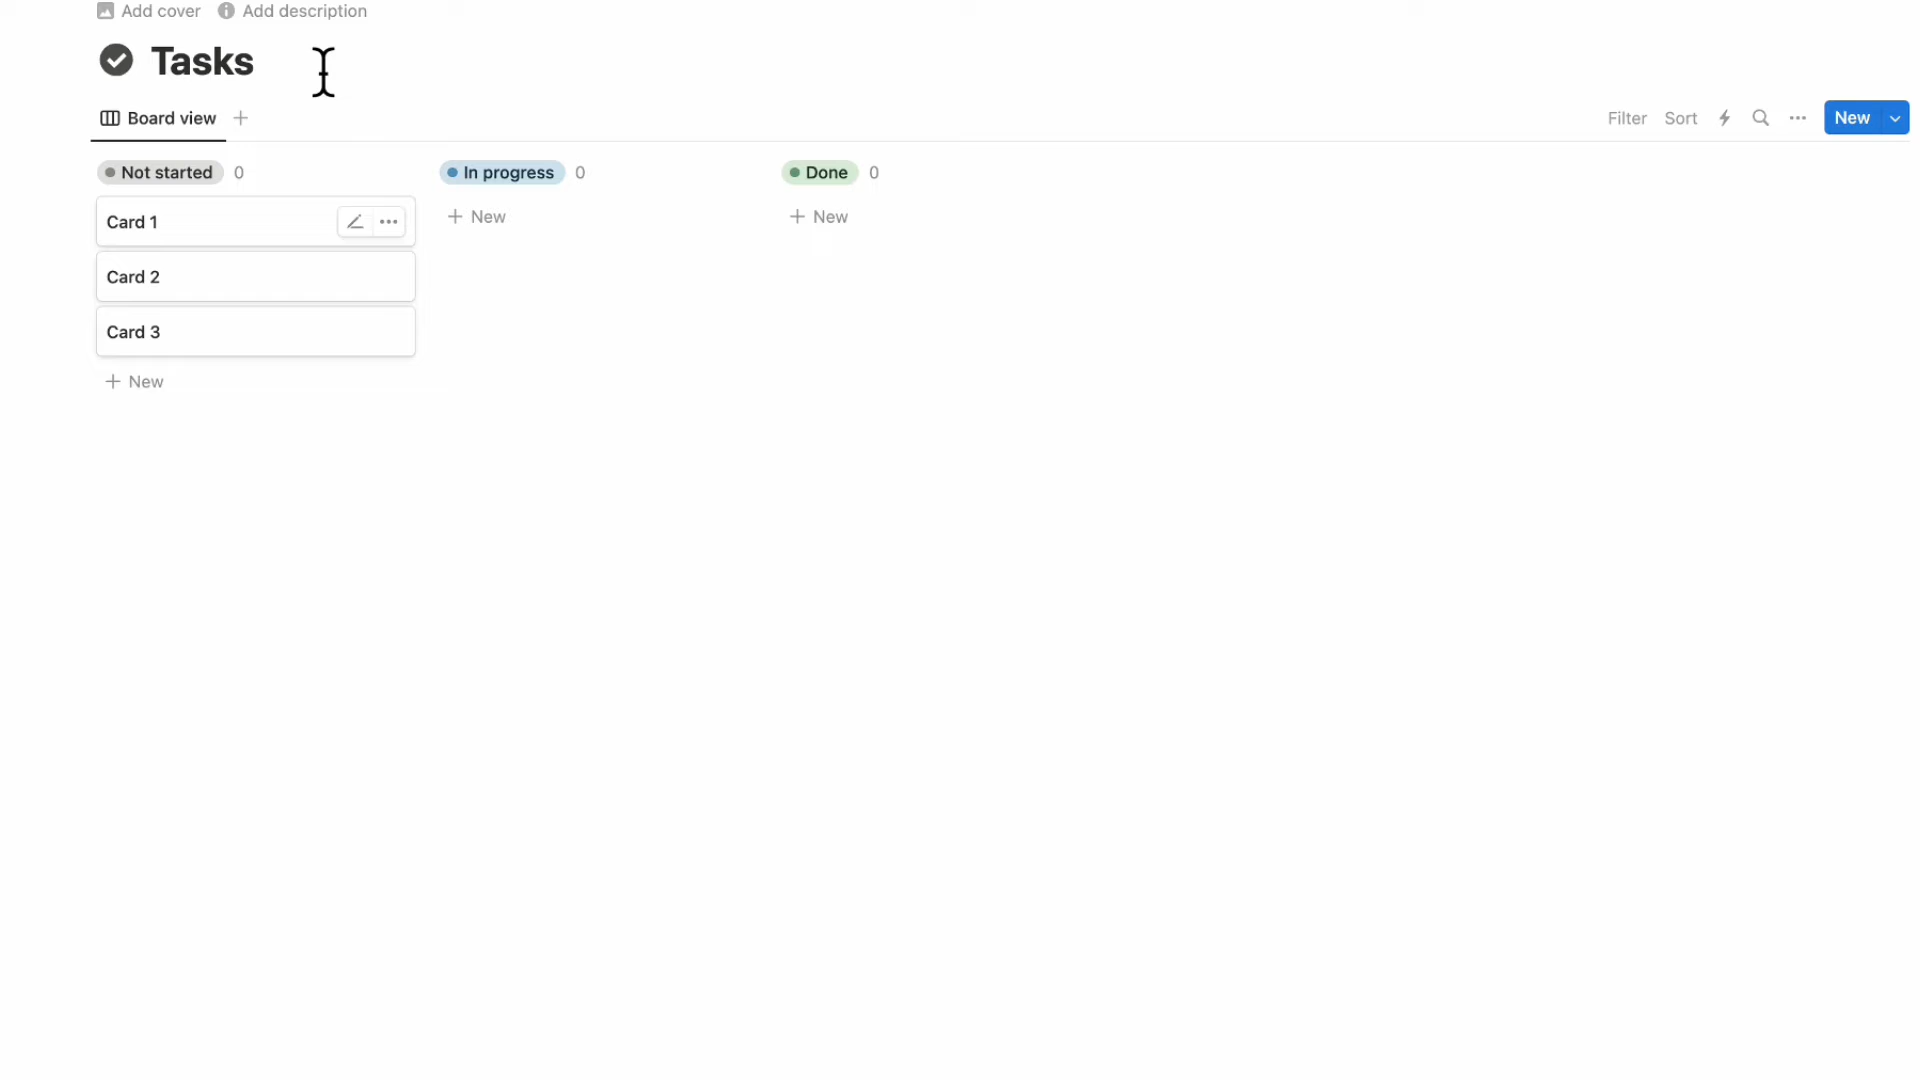 Add cover Add description
Tasks
Board view
Filter Sort New
Not started 0 In progress 0 Done 0
Card 1
New New
Card 2
Card 3
New